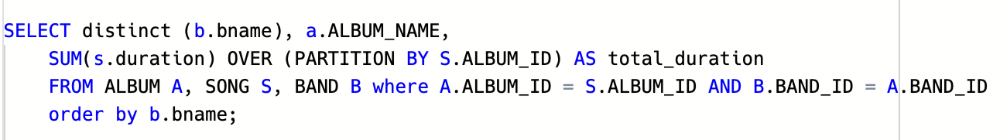 SELECT distinct (b.bname), a.ALBUM_NAME,
SUM(s.duration) OVER (PARTITION BY S.ALBUM_ID) AS total_duration
FROM ALBUM A, SONG S, BAND B where A.ALBUM_ID = S.ALBUM_ID AND B.BAND_ID = A.BAND_ID
order by b.bname;